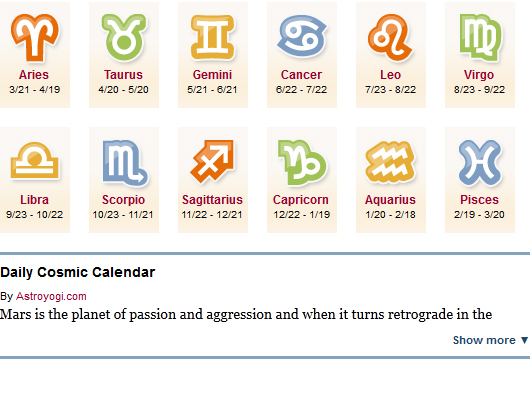 Aries Taurus Gemini Cancer Leo Virgo
3/21 - 4/19 4/20 - 5/20 5/21 - 6/21 6/22 - 7/22 7/23 - 8/22 8/23 - 9/22
Libra Scorpio Sagittarius Capricorn Aquarius Pisces
9/23 - 10/22 10/23 - 11/21 11/22 - 12/21 12/22 - 1/19 1/20 - 2/18 2/19 - 3/20
Daily Cosmic Calendar
By Astroyogi.com
Mars is the planet of passion and aggression and when it turns retrograde in the
Show more ▼